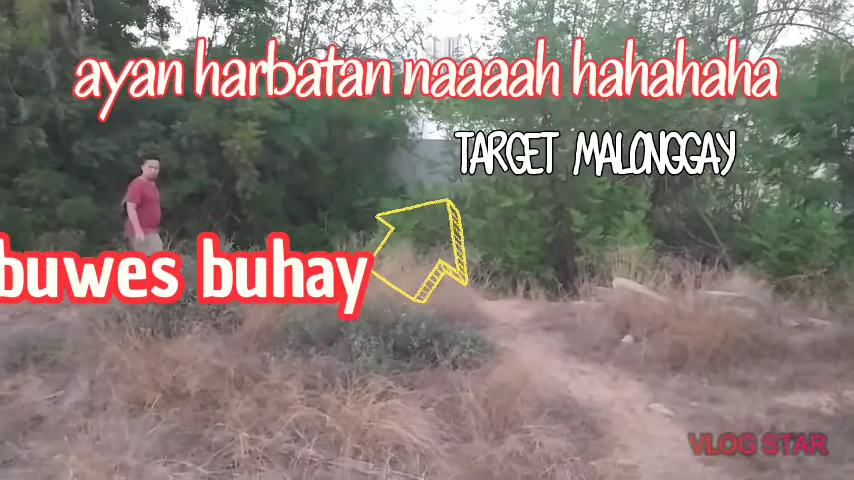 ayan harbatan naaaah hahahaha
TARGET MALONGGAY
buwes buhay
VLOG STAR